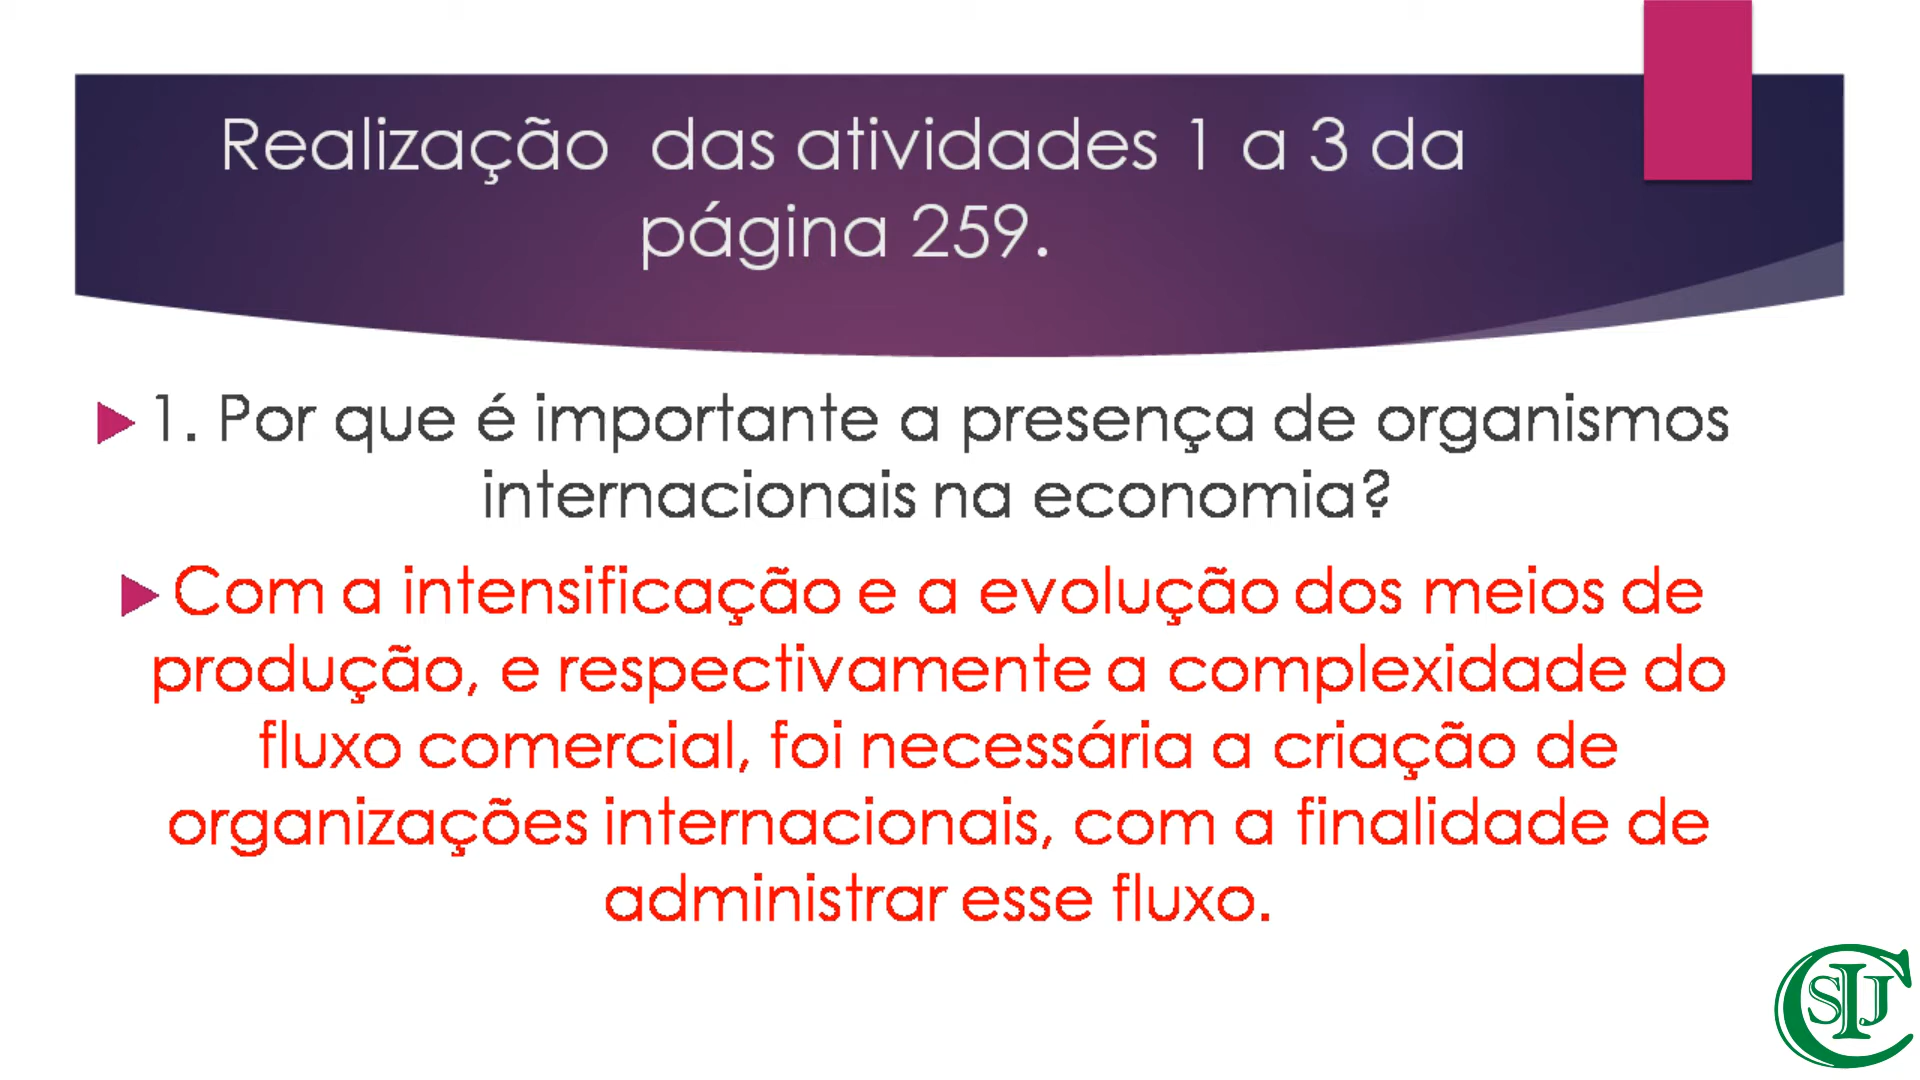 Realização das atividades 1 a 3 da
página 259.
1. Por que é importante a presença de organismos
internacionais na economia?
Com a intensificação e a evolução dos meios de
produção, e respectivamente a complexidade do
fluxo comercial, foi necessária a criação de
organizações internacionais, com a finalidade de
administrar esse fluxo.
CSIJ